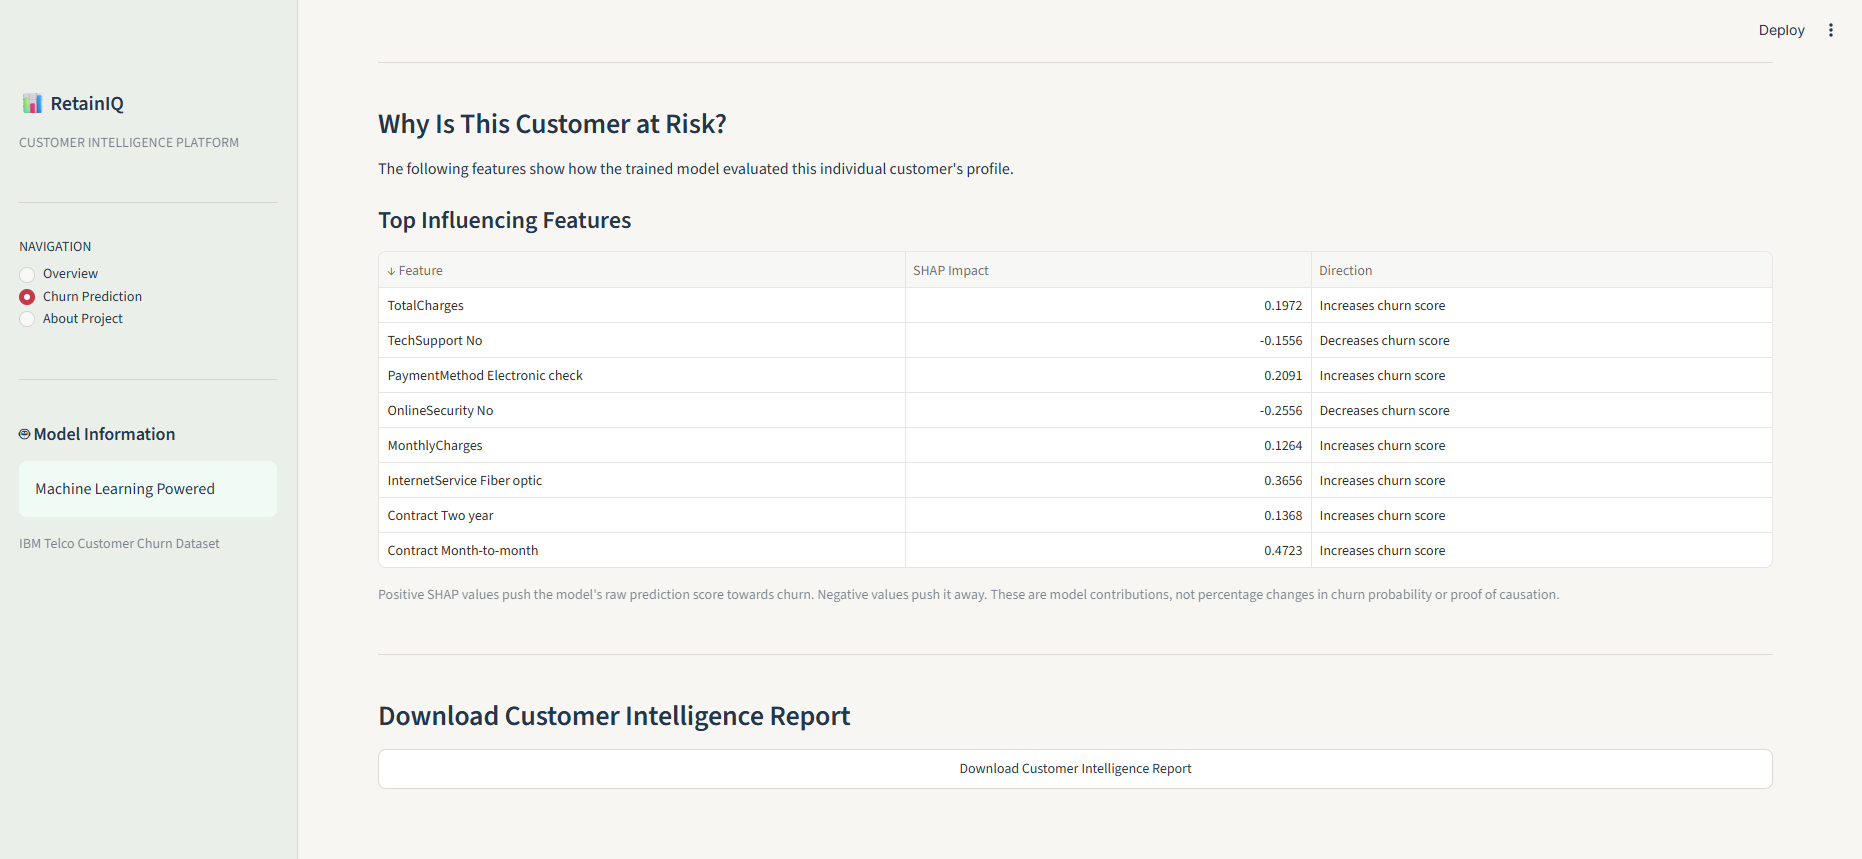 Deploy
RetainIQ
CUSTOMER INTELLIGENCE PLATFORM
NAVIGATION
Overview
Churn Prediction
About Project
Model Information
Machine Learning Powered
IBM Telco Customer Churn Dataset
Why Is This Customer at Risk?
The following features show how the trained model evaluated this individual customer's profile.
Top Influencing Features
↓ Feature SHAP Impact Direction
TotalCharges 0.1972 Increases churn score
TechSupport No -0.1556 Decreases churn score
PaymentMethod Electronic check 0.2091 Increases churn score
OnlineSecurity No -0.2556 Decreases churn score
MonthlyCharges 0.1264 Increases churn score
InternetService Fiber optic 0.3656 Increases churn score
Contract Two year 0.1368 Increases churn score
Contract Month-to-month 0.4723 Increases churn score
Positive SHAP values push the model's raw prediction score towards churn. Negative values push it away. These are model contributions, not percentage changes in churn probability or proof of causation.
Download Customer Intelligence Report
Download Customer Intelligence Report